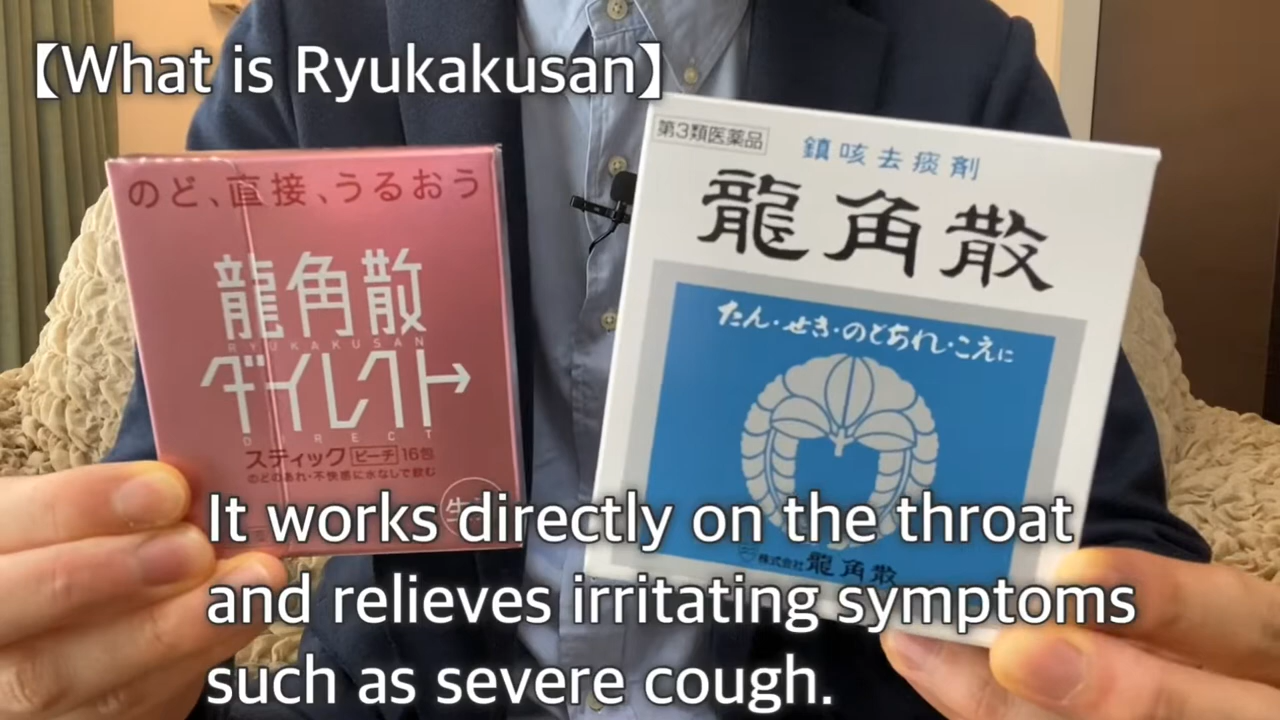 【What is Ryukakusan】
のど、直接、うるおう
龍角散
RYUKAKUSAN
ダイレクト
DIRECT
スティック ピーチ 16包
のどのあれ・不快感に水なしで飲む
第3類医薬品
鎮咳去痰剤
龍角散
たん・せき・のどあれ・こえに
株式会社 龍角散
It works directly on the throat
and relieves irritating symptoms
such as severe cough.